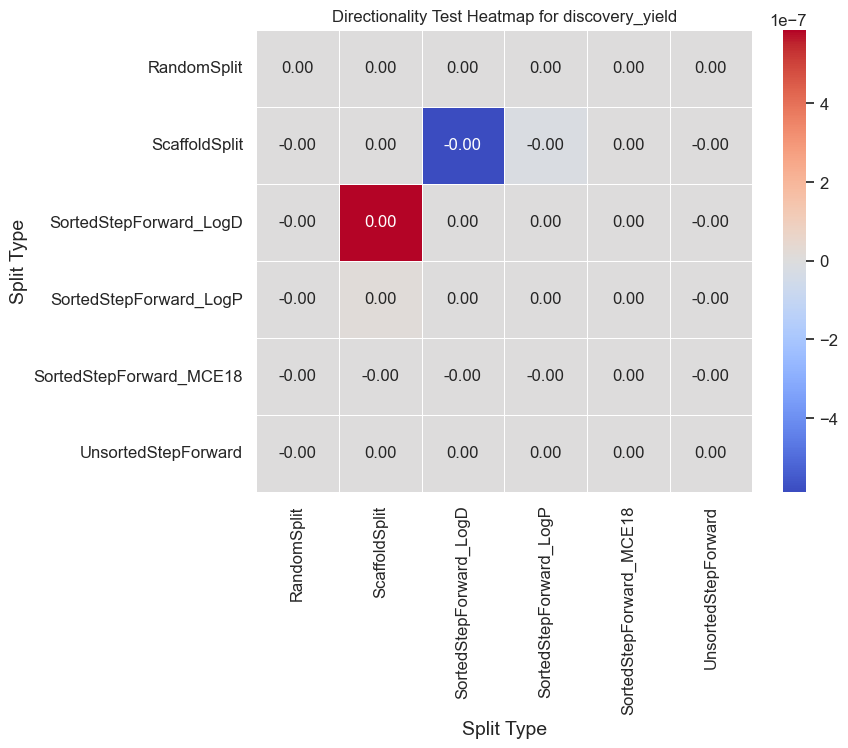 Directionality Test Heatmap for discovery_yield
1e−7
RandomSplit 0.00 0.00 0.00 0.00 0.00 0.00
ScaffoldSplit -0.00 0.00 -0.00 -0.00 0.00 -0.00
SortedStepForward_LogD -0.00 0.00 0.00 0.00 0.00 -0.00
SortedStepForward_LogP -0.00 0.00 0.00 0.00 0.00 -0.00
SortedStepForward_MCE18 -0.00 -0.00 -0.00 -0.00 0.00 -0.00
UnsortedStepForward -0.00 0.00 0.00 0.00 0.00 0.00
Split Type
4
2
0
−2
−4
RandomSplit
ScaffoldSplit
SortedStepForward_LogD
SortedStepForward_LogP
SortedStepForward_MCE18
UnsortedStepForward
Split Type